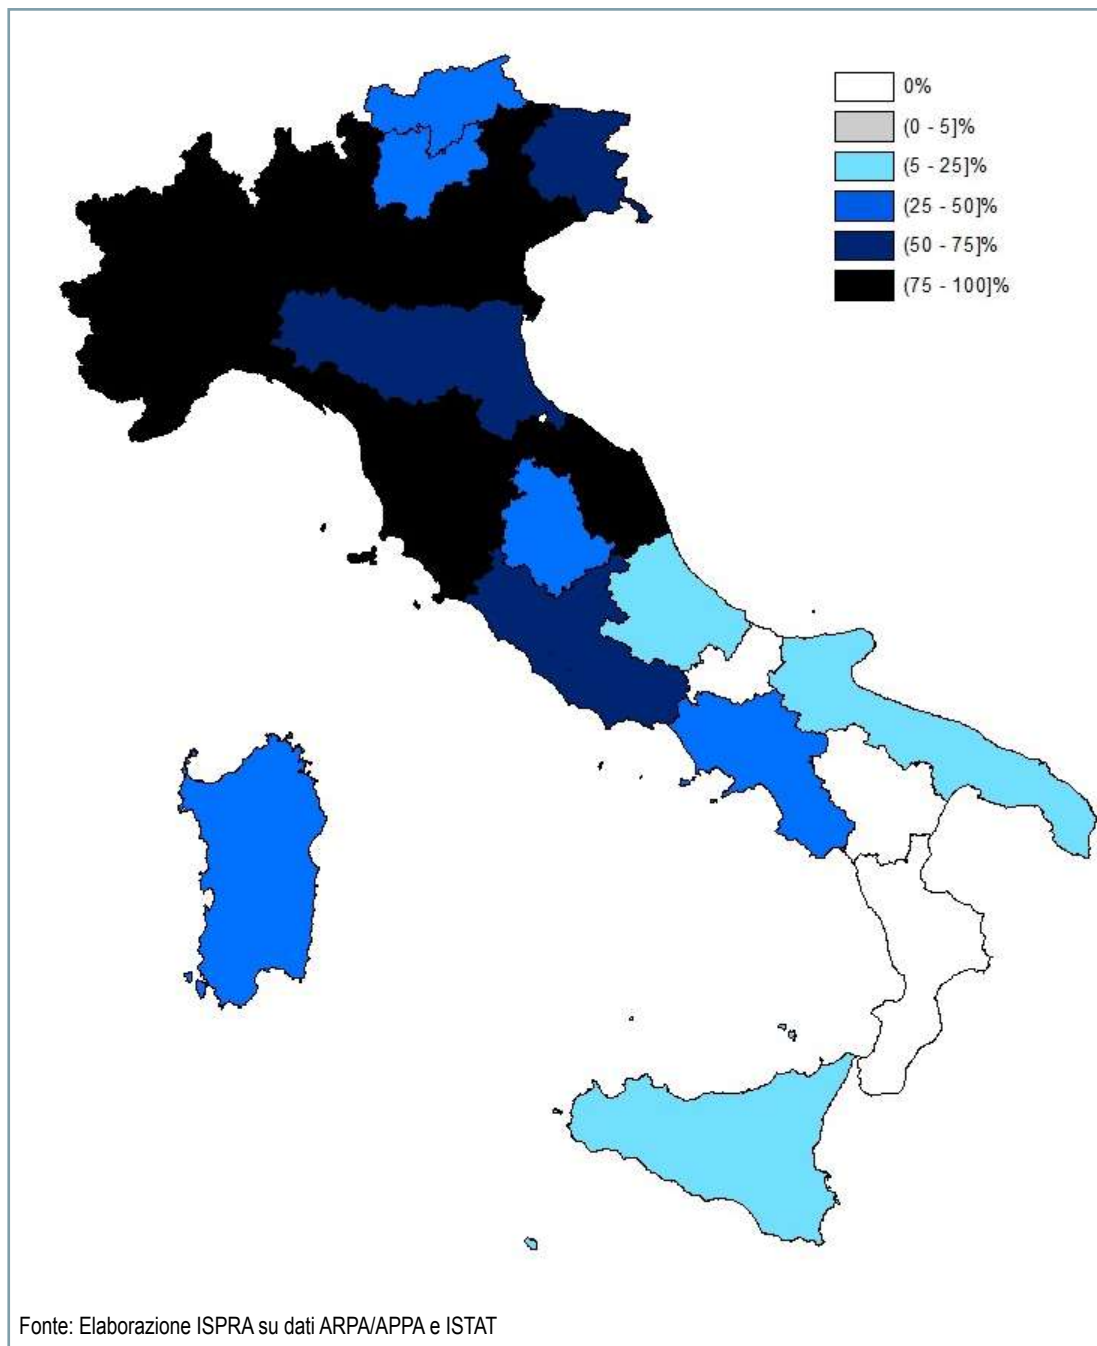 0%
(0 - 5]%
(5 - 25]%
(25 - 50]%
(50 - 75]%
(75 - 100]%
Fonte: Elaborazione ISPRA su dati ARPA/APPA e ISTAT